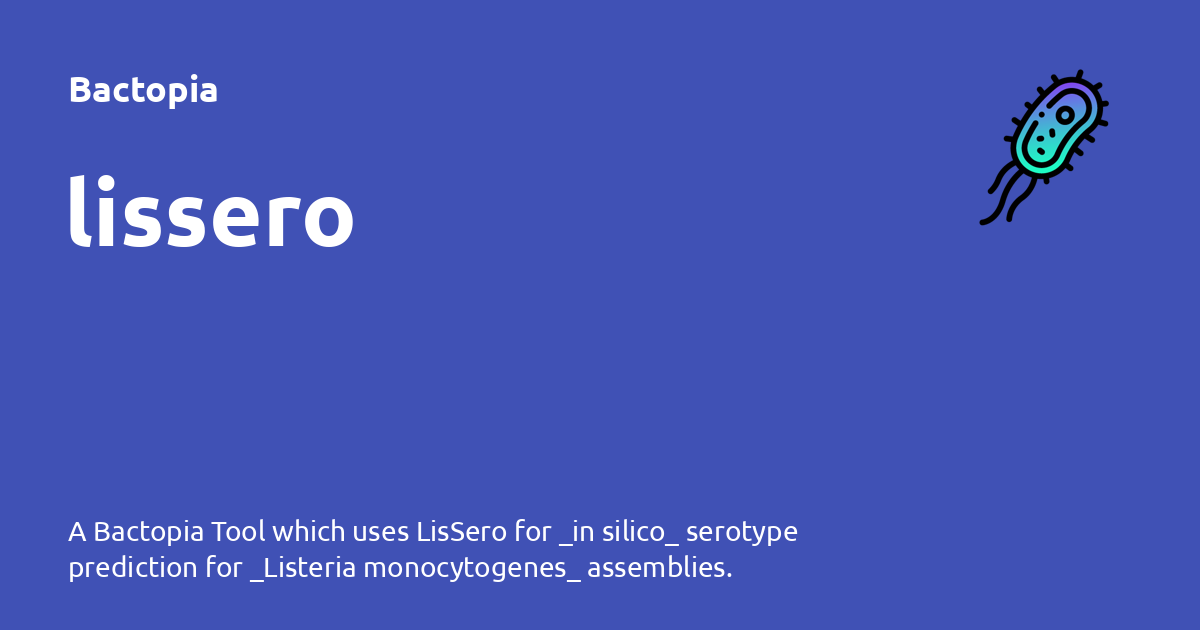 Bactopia
lissero
A Bactopia Tool which uses LisSero for _in silico_ serotype
prediction for _Listeria monocytogenes_ assemblies.